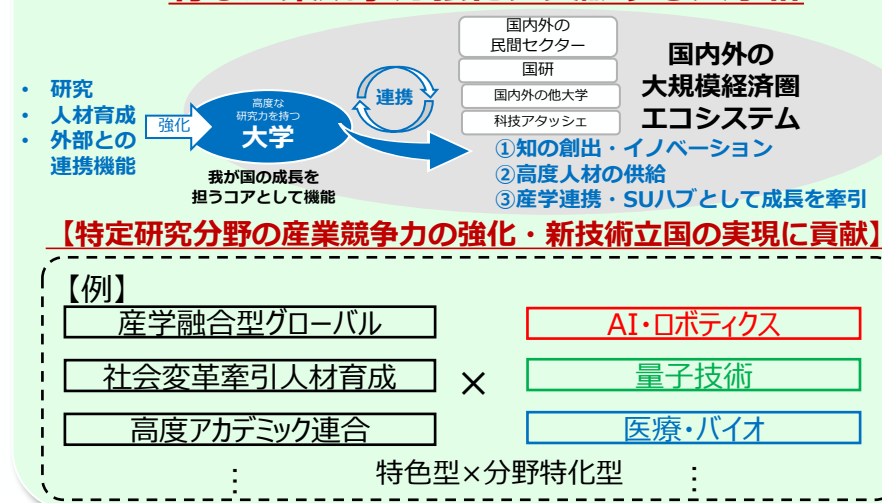 国内外の
民間セクター
国研
国内外の他大学
科技アタッシェ
国内外の
大規模経済圏
エコシステム
・ 研究
・ 人材育成
・ 外部との
連携機能
強化
高度な
研究力を持つ
大学
連携
我が国の成長を
担うコアとして機能
①知の創出・イノベーション
②高度人材の供給
③産学連携・SUハブとして成長を牽引
【特定研究分野の産業競争力の強化・新技術立国の実現に貢献】
【例】
産学融合型グローバル
社会変革牽引人材育成
高度アカデミック連合
×
AI・ロボティクス
量子技術
医療・バイオ
⋮ 特色型×分野特化型 ⋮